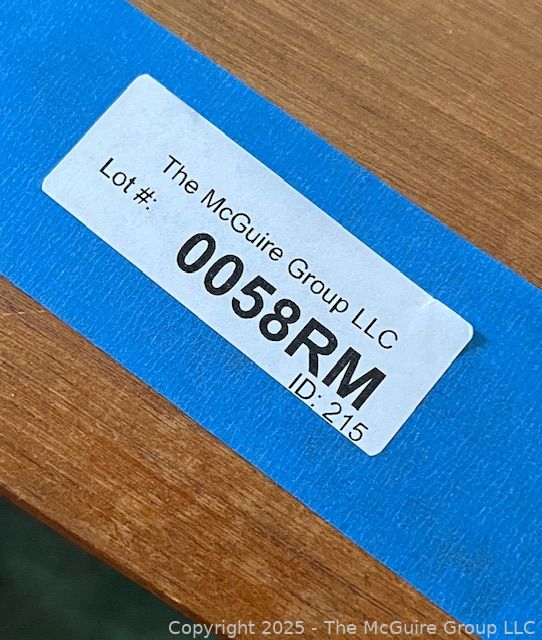 The McGuire Group LLC
Lot #:
0058RM
ID: 215
Copyright 2025 - The McGuire Group LLC